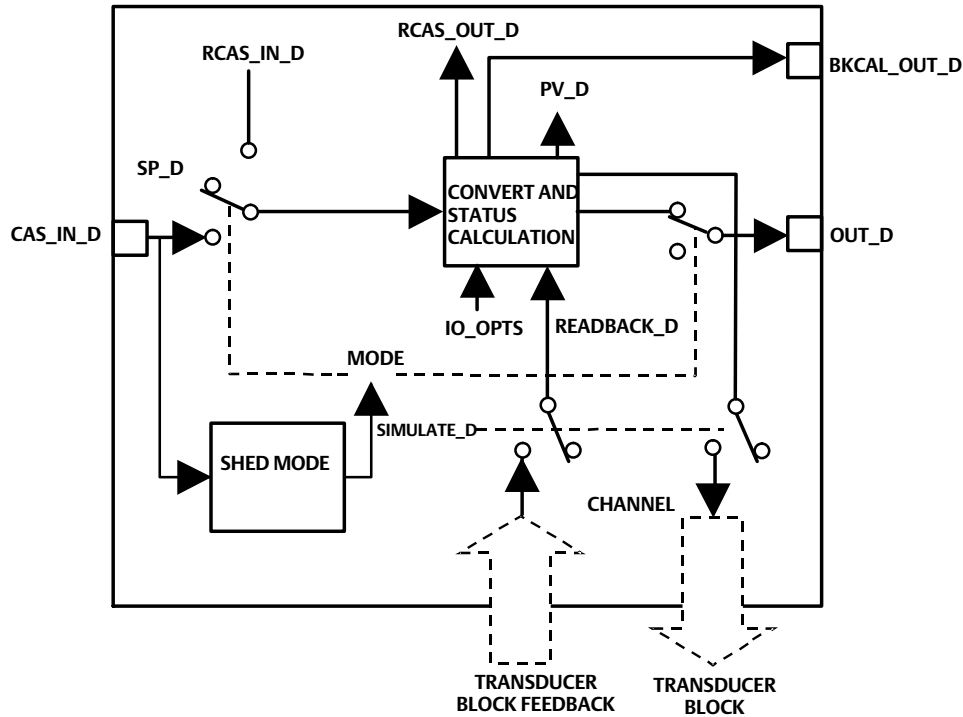 RCAS_OUT_D
RCAS_IN_D
BKCAL_OUT_D
PV_D
SP_D
CONVERT AND
STATUS
CALCULATION
CAS_IN_D
OUT_D
IO_OPTS
READBACK_D
MODE
SIMULATE_D
SHED MODE
CHANNEL
TRANSDUCER
BLOCK FEEDBACK
TRANSDUCER
BLOCK